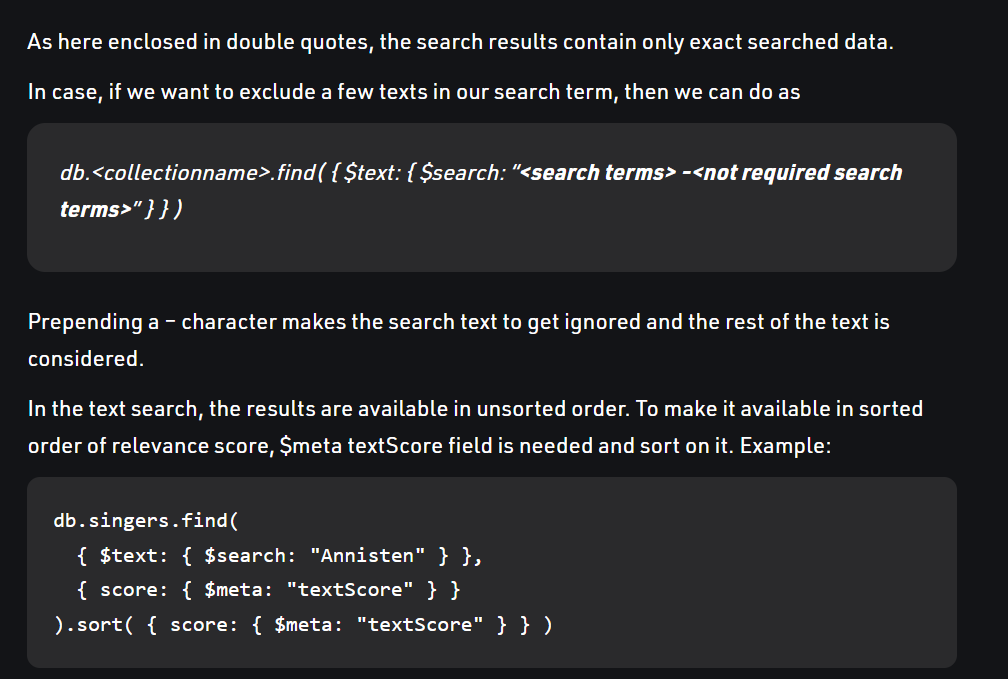 As here enclosed in double quotes, the search results contain only exact searched data.
In case, if we want to exclude a few texts in our search term, then we can do as
db.<collectionname>.find( { $text: { $search: “<search terms> -<not required search
terms>” } } )
Prepending a – character makes the search text to get ignored and the rest of the text is
considered.
In the text search, the results are available in unsorted order. To make it available in sorted
order of relevance score, $meta textScore field is needed and sort on it. Example:
db.singers.find(
  { $text: { $search: "Annisten" } },
  { score: { $meta: "textScore" } }
).sort( { score: { $meta: "textScore" } } )